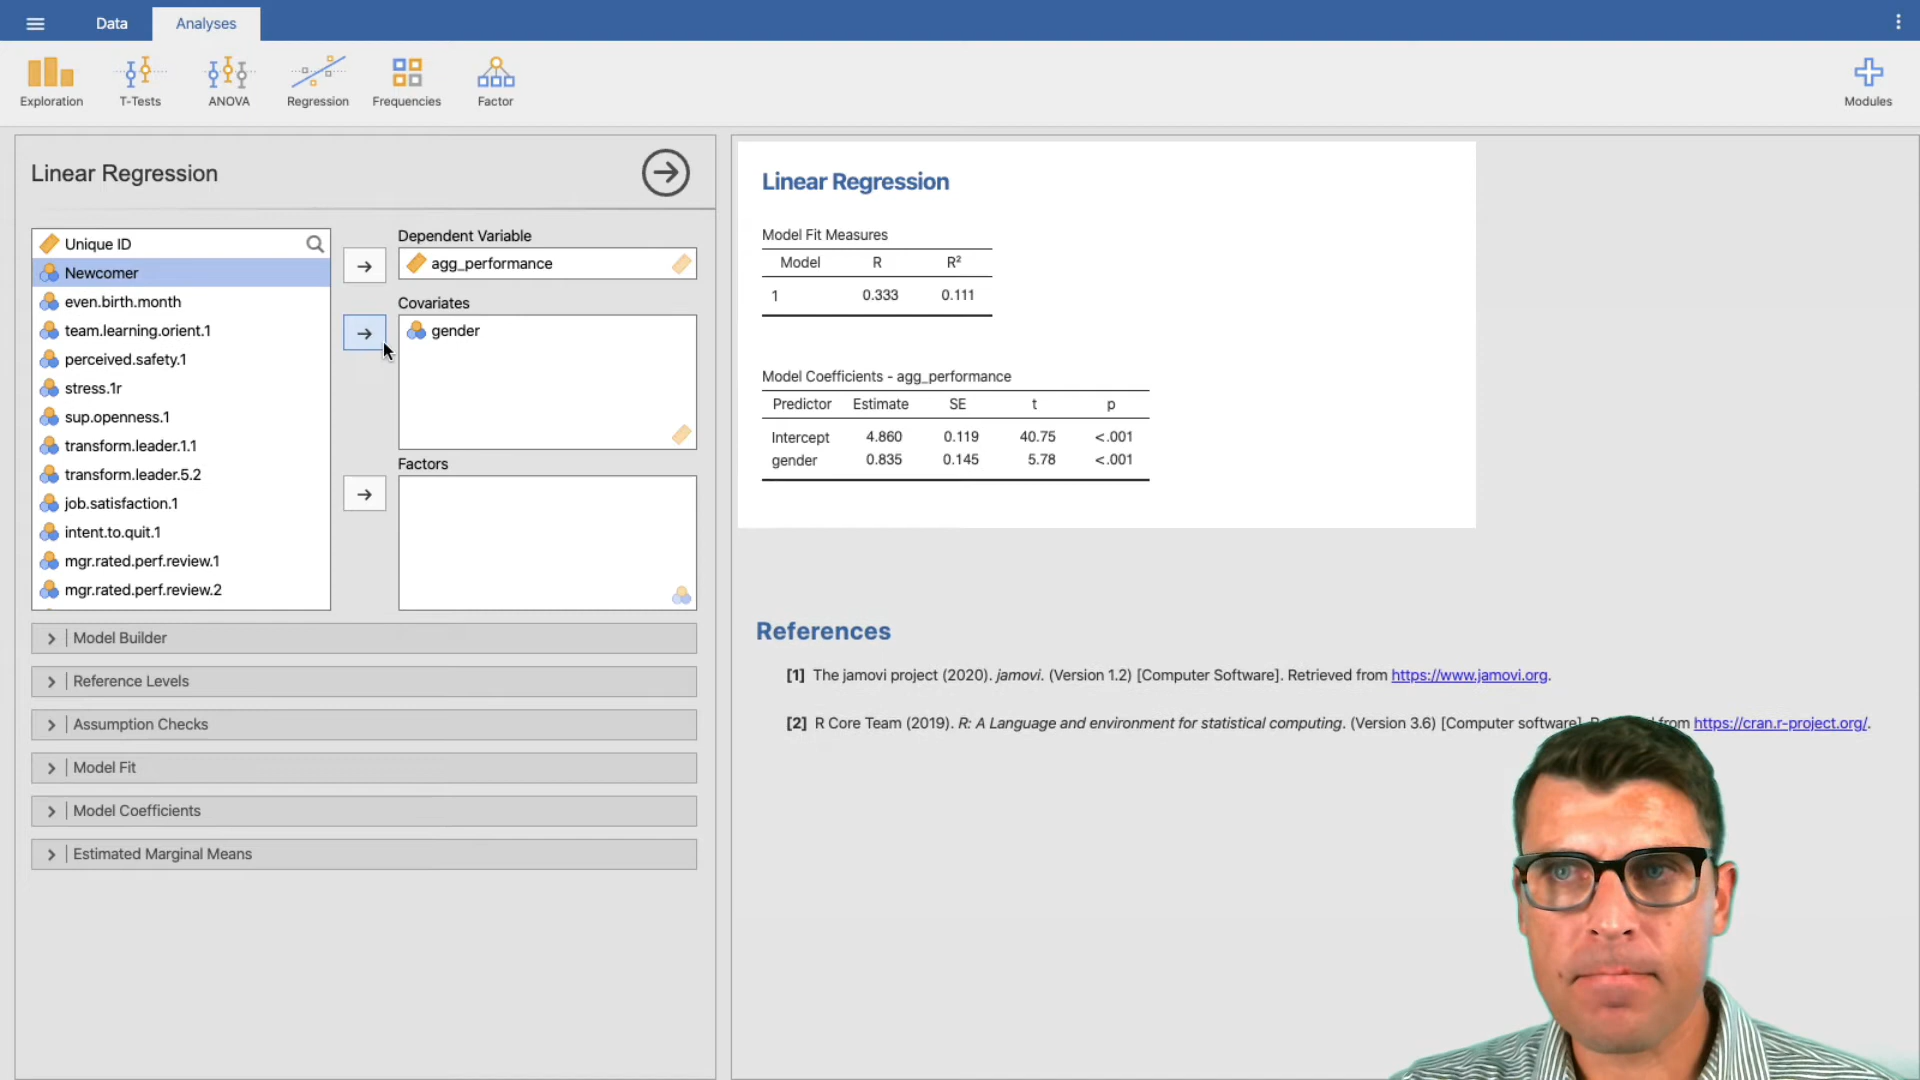 Data
Analyses
Exploration
T-Tests
ANOVA
Regression
Frequencies
Factor
Modules
Linear Regression
Unique ID
Newcomer
even.birth.month
team.learning.orient.1
perceived.safety.1
stress.1r
sup.openness.1
transform.leader.1.1
transform.leader.5.2
job.satisfaction.1
intent.to.quit.1
mgr.rated.perf.review.1
mgr.rated.perf.review.2
Dependent Variable
agg_performance
Covariates
gender
Factors
Model Builder
Reference Levels
Assumption Checks
Model Fit
Model Coefficients
Estimated Marginal Means
Linear Regression
Model Fit Measures
Model R R²
1 0.333 0.111
Model Coefficients - agg_performance
Predictor Estimate SE t p
Intercept 4.860 0.119 40.75 <.001
gender 0.835 0.145 5.78 <.001
References
[1] The jamovi project (2020). jamovi. (Version 1.2) [Computer Software]. Retrieved from https://www.jamovi.org.
[2] R Core Team (2019). R: A Language and environment for statistical computing. (Version 3.6) [Computer software]. from https://cran.r-project.org/.